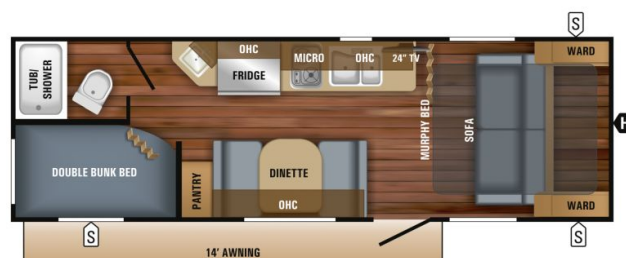 S
OHC
MICRO
OHC
24" TV
WARD
TUB/
SHOWER
FRIDGE
MURPHY BED
SOFA
H
DOUBLE BUNK BED
PANTRY
DINETTE
OHC
WARD
S
S
14' AWNING